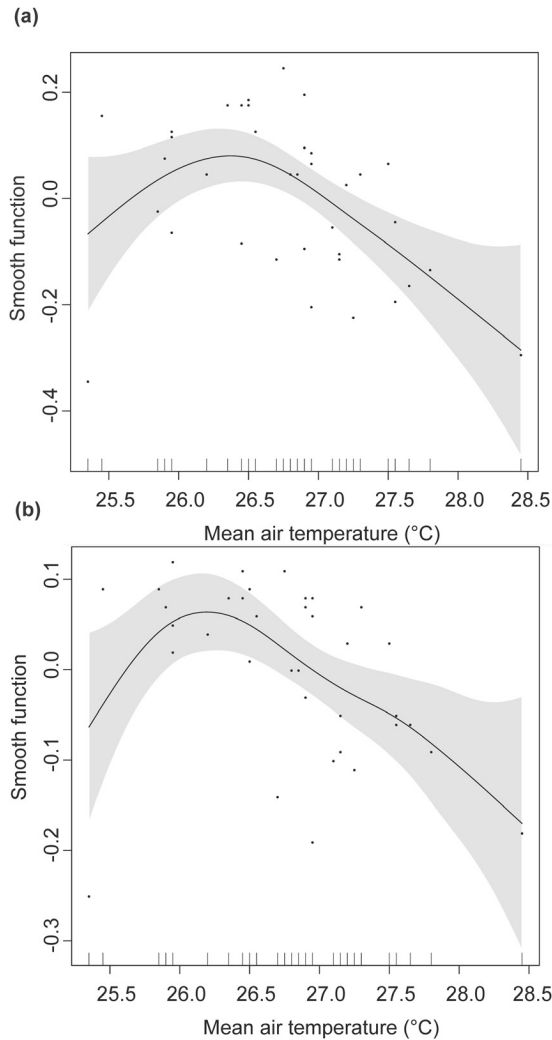 (a)
0.2
0.0
-0.2
-0.4
Smooth function
25.5 26.0 26.5 27.0 27.5 28.0 28.5
Mean air temperature (°C)
(b)
0.1
0.0
-0.1
-0.2
-0.3
Smooth function
25.5 26.0 26.5 27.0 27.5 28.0 28.5
Mean air temperature (°C)